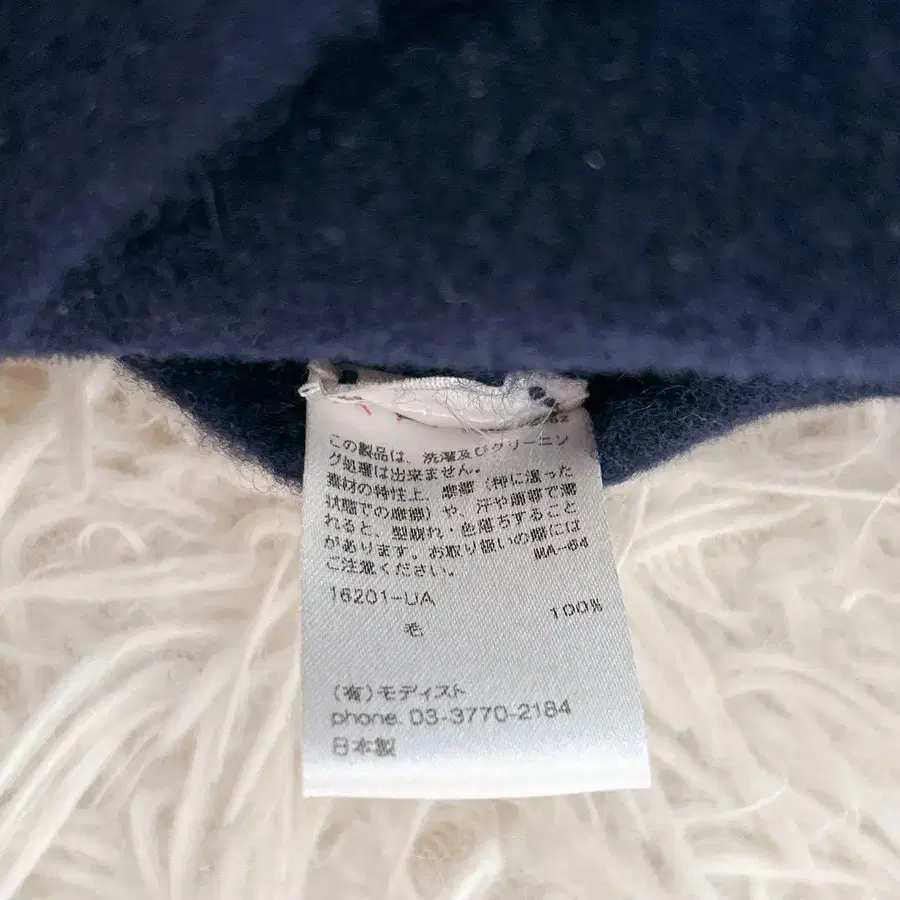 この製品は、洗濯及びクリーニン
グ処理は出来ません。
素材の特性上、摩擦（特に湿った
状態での摩擦）や、汗や雨等で濡
れると、型崩れ・色落ちすること
があります。お取り扱いの際には
ご注意ください。 MA-64
16201-UA
毛 100%
（有）モディスト
phone. 03-3770-2184
日本製